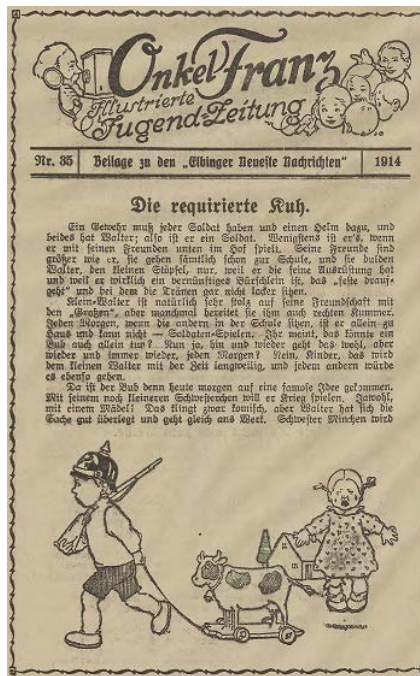 Onkel Franz
Illustrierte
Jugend-Zeitung
Nr. 35 Beilage zu den „Elbinger Neueste Nachrichten“ 1914
Die requirierte Kuh.
Ein Gewehr muß jeder Soldat haben und einen Helm dazu, und
beides hat Walter; also ist er ein Soldat. Wenigstens ist er's, wenn
er mit seinen Freunden unten im Hof spielt. Seine Freunde sind
größer wie er, sie gehen sämtlich schon zur Schule, und sie dulden
Walter, den kleinen Stöpsel, nur, weil er die feine Ausrüstung hat
und weil er wirklich ein vernünftiges Bürschlein ist, das „feste drauf-
geht“ und bei dem die Tränen gar nicht locker sitzen.
Klein-Walter ist natürlich sehr stolz auf seine Freundschaft mit
den „Großen“, aber manchmal bereitet sie ihm auch rechten Kummer.
Jeden Morgen, wenn die andern in der Schule sitzen, ist er allein zu
Haus und kann nicht — Soldaten-Spielen. Ihr meint, das könnte ein
Bub auch allein tun? Nun ja, hin und wieder geht das wohl, aber
wieder und immer wieder, jeden Morgen? Nein, Kinder, das wird
dem kleinen Walter mit der Zeit langweilig, und jedem andern würde
es ebenso gehen.
Da ist der Bub denn heute morgen auf eine famose Idee gekommen.
Mit seinem noch kleineren Schwesterchen will er Krieg spielen. Jawohl,
mit einem Mädel! Das klingt zwar komisch, aber Walter hat sich die
Sache gut überlegt und geht gleich ans Werk. Schwester Minchen wird